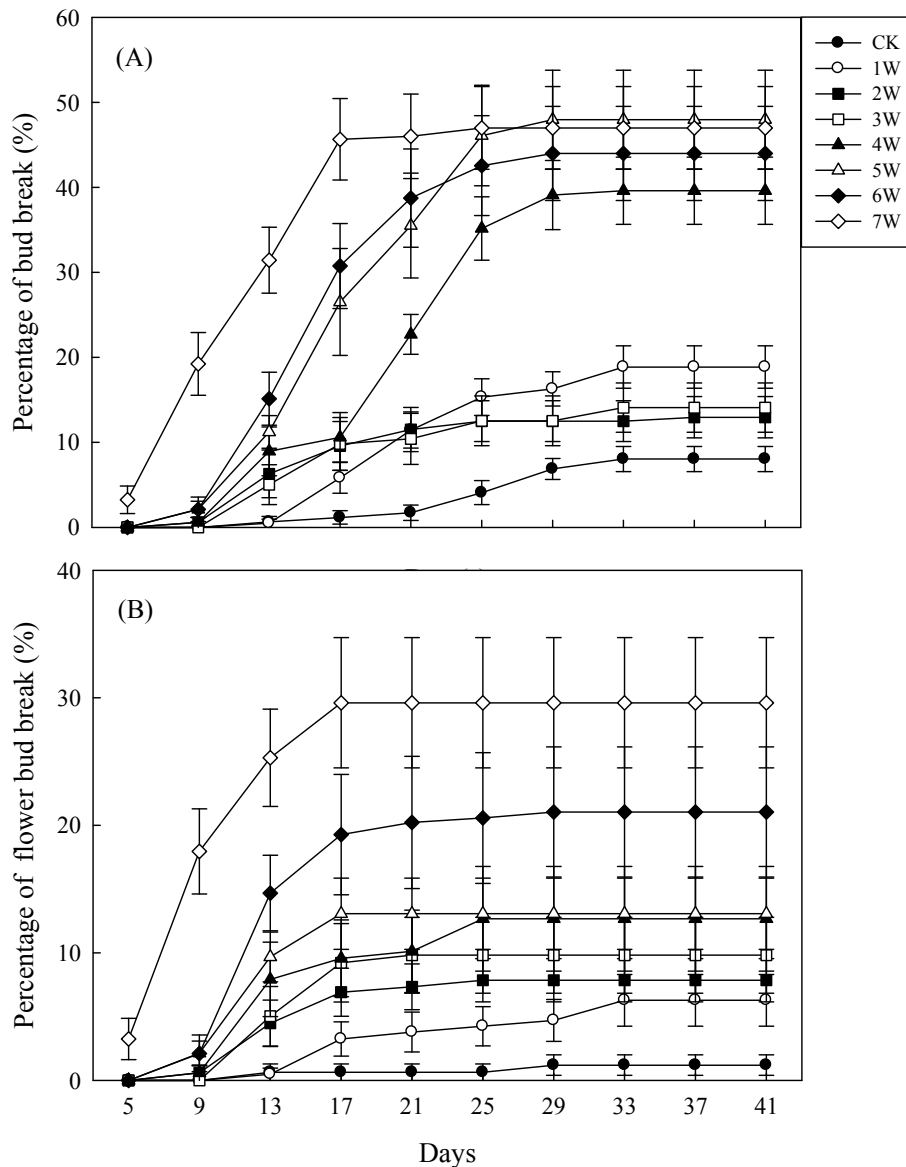 60
(A)
50
40
30
20
10
0
Percentage of bud break (%)
CK
1W
2W
3W
4W
5W
6W
7W
40
(B)
30
20
10
0
Percentage of flower bud break (%)
5 9 13 17 21 25 29 33 37 41
Days